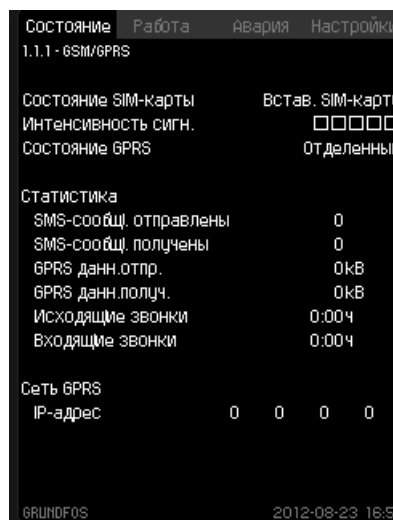 Состояние Работа Авария Настройки
1.1.1 - GSM/GPRS
Состояние SIM-карты Встав. SIM-карт
Интенсивность сигн.
Состояние GPRS Отделенны
Статистика
SMS-сообщ. отправлены 0
SMS-сообщ. получены 0
GPRS данн.отпр. 0kB
GPRS данн.получ. 0kB
Исходящие звонки 0:00ч
Входящие звонки 0:00ч
Сеть GPRS
IP-адрес 0 0 0 0
GRUNDFOS 2012-08-23 16:5